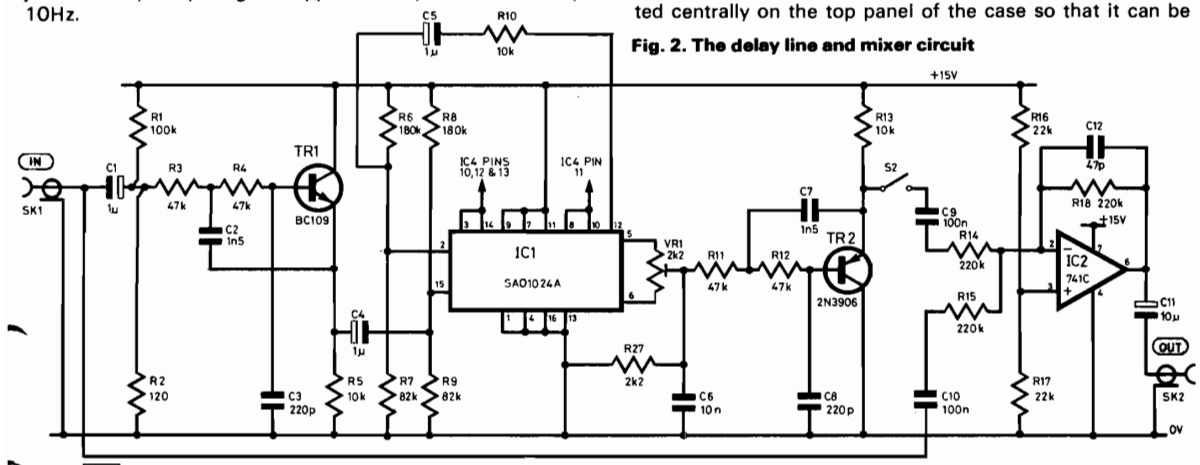 10Hz.
ted centrally on the top panel of the case so that it can be
Fig. 2. The delay line and mixer circuit
C5
1µ
R10
10k
+15V
R1
100k
R6
180k
R8
180k
R13
10k
R16
22k
C12
47p
IN
SK1
C1
1µ
R3
47k
R4
47k
TR1
BC109
IC4 PINS
10,12 & 13
IC4 PIN
11
C7
1n5
S2
R18 220k
+15V
C2
1n5
3
14
9
7
11
8
10
12
2
15
IC1
SAD1024A
5
6
VR1
2k2
R11
47k
R12
47k
TR2
2N3906
C9
100n
R14
220k
2
−
3
+
IC2
741C
7
6
4
R15
220k
C11
10µ
OUT
SK2
1
4
16
13
C4
1µ
R27
2k2
R2
120
C3
220p
R5
10k
R7
82k
R9
82k
C6
10n
C8
220p
C10
100n
R17
22k
0V